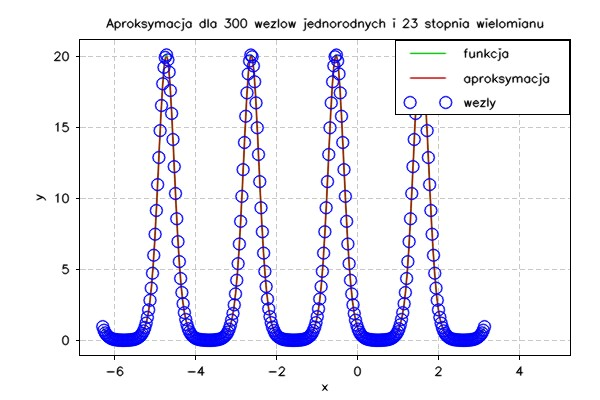 Aproksymacja dla 300 wezlow jednorodnych i 23 stopnia wielomianu
funkcja
aproksymacja
wezly
20
15
10
5
0
y
-6 -4 -2 0 2 4
x